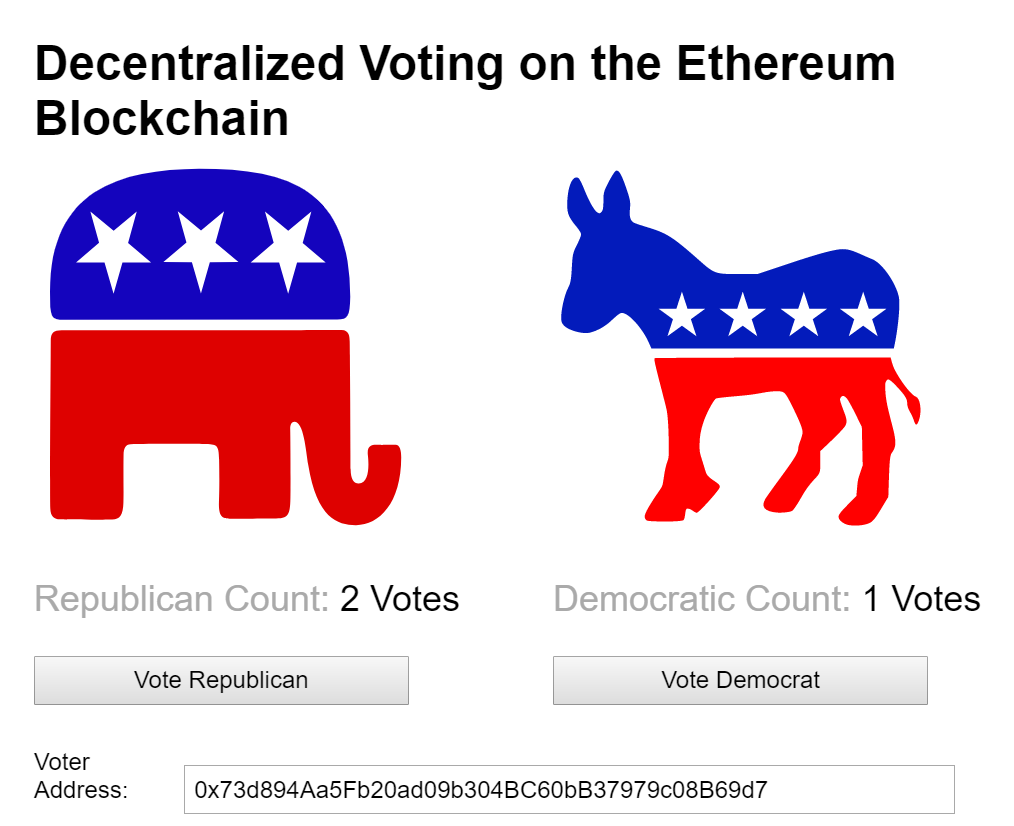 Decentralized Voting on the Ethereum
Blockchain
Republican Count: 2 Votes
Democratic Count: 1 Votes
Vote Republican
Vote Democrat
Voter
Address:
0x73d894Aa5Fb20ad09b304BC60bB37979c08B69d7